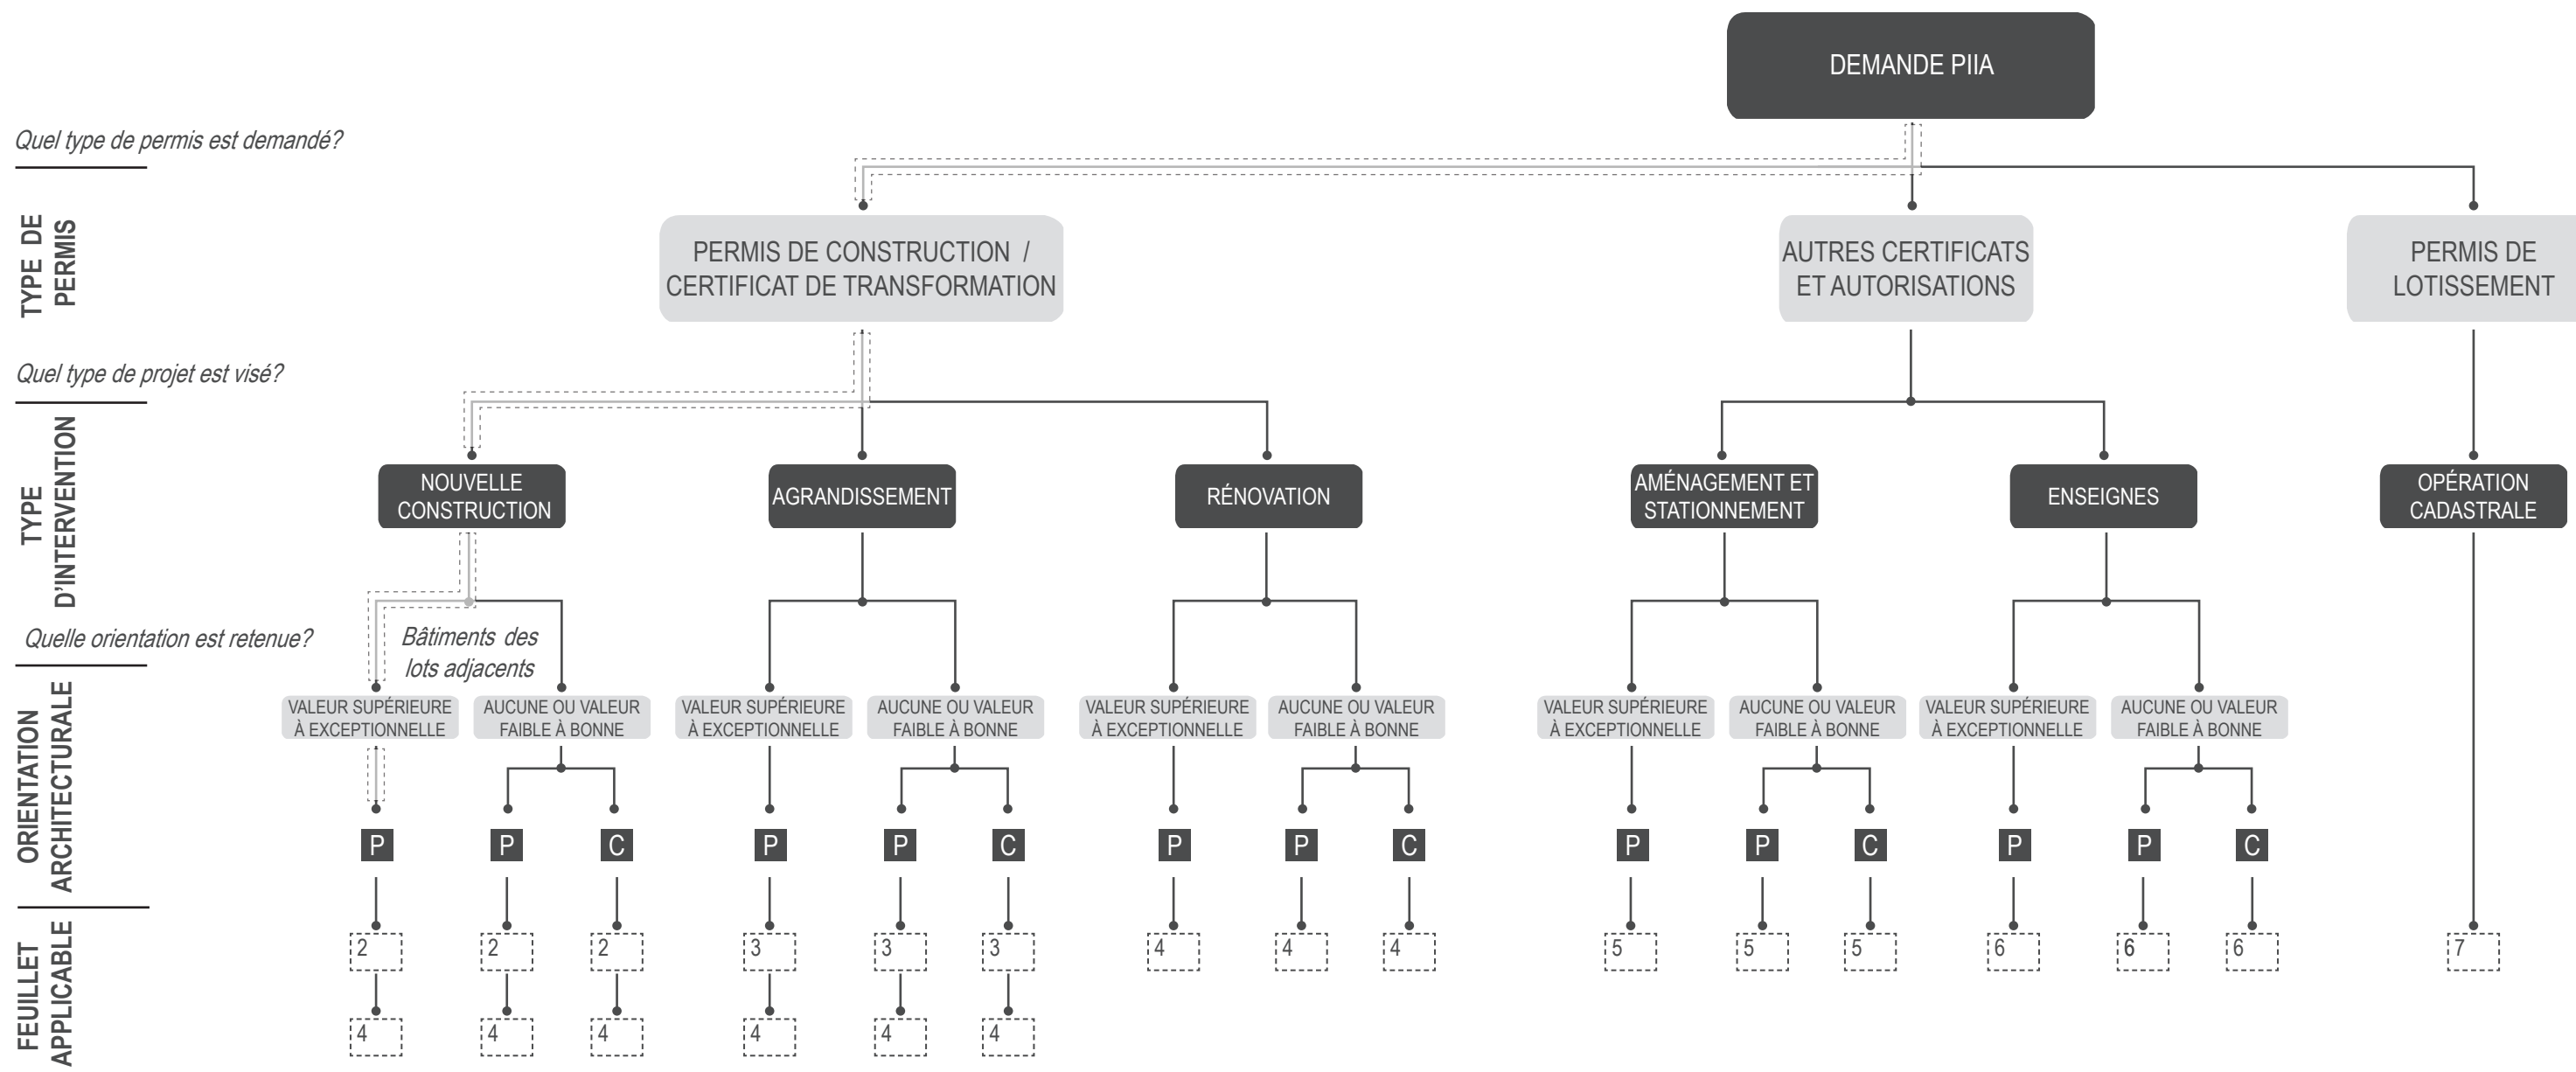 DEMANDE PIIA
Quel type de permis est demandé?
TYPE DE
PERMIS
PERMIS DE CONSTRUCTION /
CERTIFICAT DE TRANSFORMATION
AUTRES CERTIFICATS
ET AUTORISATIONS
PERMIS DE
LOTISSEMENT
Quel type de projet est visé?
TYPE
D'INTERVENTION
NOUVELLE
CONSTRUCTION
AGRANDISSEMENT
RÉNOVATION
AMÉNAGEMENT ET
STATIONNEMENT
ENSEIGNES
OPÉRATION
CADASTRALE
Quelle orientation est retenue?
Bâtiments des
lots adjacents
ORIENTATION
ARCHITECTURALE
VALEUR SUPÉRIEURE
À EXCEPTIONNELLE
AUCUNE OU VALEUR
FAIBLE À BONNE
VALEUR SUPÉRIEURE
À EXCEPTIONNELLE
AUCUNE OU VALEUR
FAIBLE À BONNE
VALEUR SUPÉRIEURE
À EXCEPTIONNELLE
AUCUNE OU VALEUR
FAIBLE À BONNE
VALEUR SUPÉRIEURE
À EXCEPTIONNELLE
AUCUNE OU VALEUR
FAIBLE À BONNE
VALEUR SUPÉRIEURE
À EXCEPTIONNELLE
AUCUNE OU VALEUR
FAIBLE À BONNE
P P C P P C P P C P P C P P C
FEUILLET
APPLICABLE
2 2 2 3 3 3 4 4 4 5 5 5 6 6 6 7
4 4 4 4 4 4